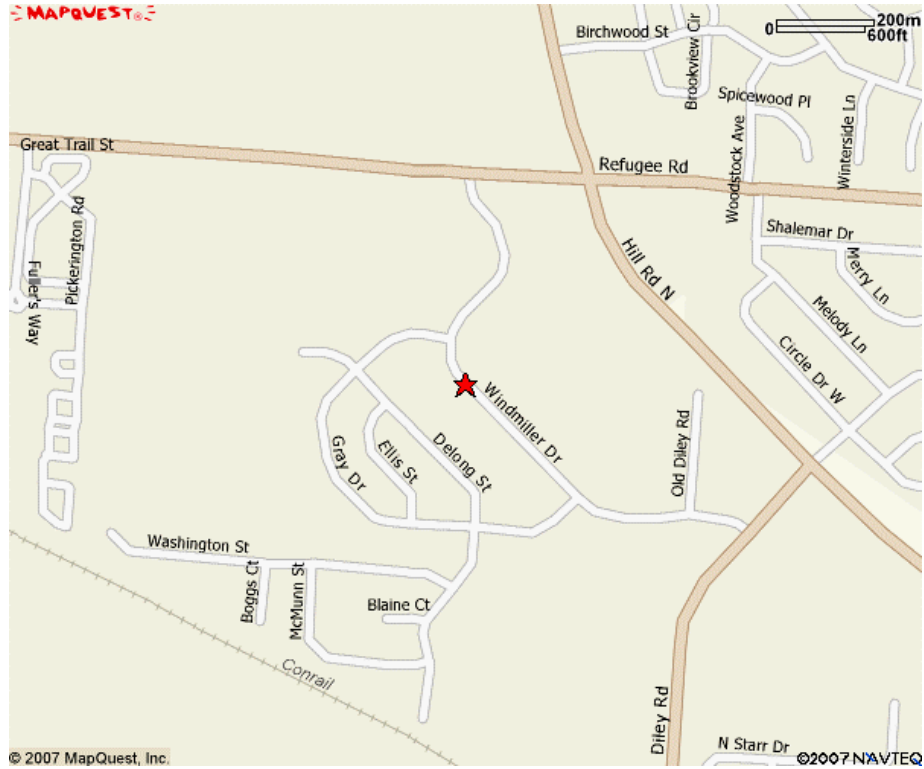 MAPQUEST®
200m
0
600ft
Birchwood St
Brookview Cir
Spicewood Pl
Woodstock Ave
Winterside Ln
Great Trail St
Refugee Rd
Pickerington Rd
Fuller's Way
Hill Rd N
Shalemar Dr
Merry Ln
Melody Ln
Circle Dr W
Windmiller Dr
Delong St
Ellis St
Gray Dr
Old Diley Rd
Washington St
Boggs Ct
McMunn St
Blaine Ct
Conrail
Diley Rd
N Starr Dr
© 2007 MapQuest, Inc.
©2007 NAVTEQ